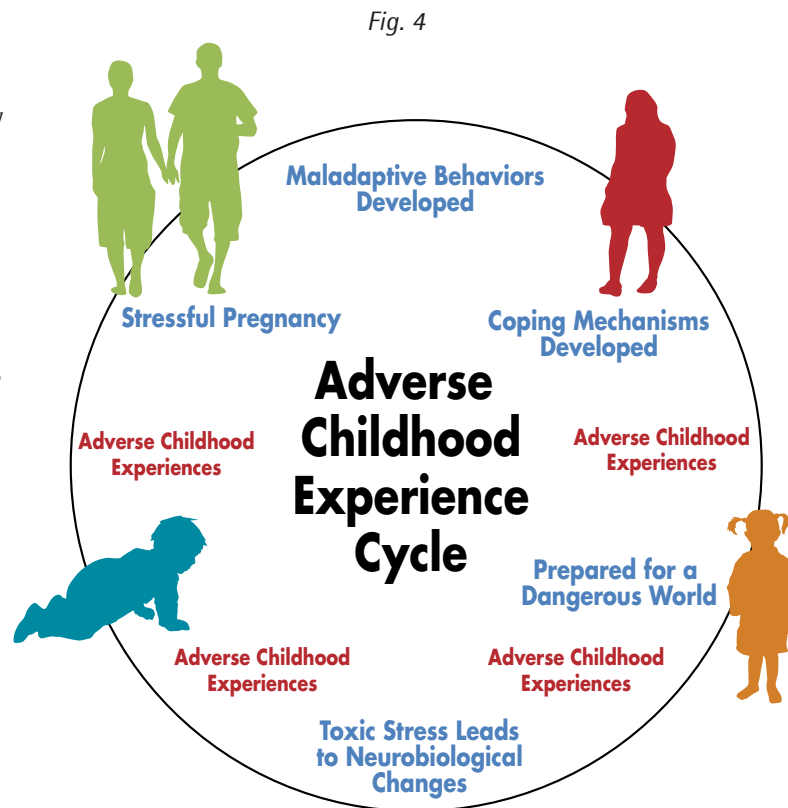 Fig. 4
Maladaptive Behaviors
Developed
Stressful Pregnancy
Coping Mechanisms
Developed
Adverse
Childhood
Experience
Cycle
Adverse Childhood
Experiences
Adverse Childhood
Experiences
Prepared for a
Dangerous World
Adverse Childhood
Experiences
Adverse Childhood
Experiences
Toxic Stress Leads
to Neurobiological
Changes